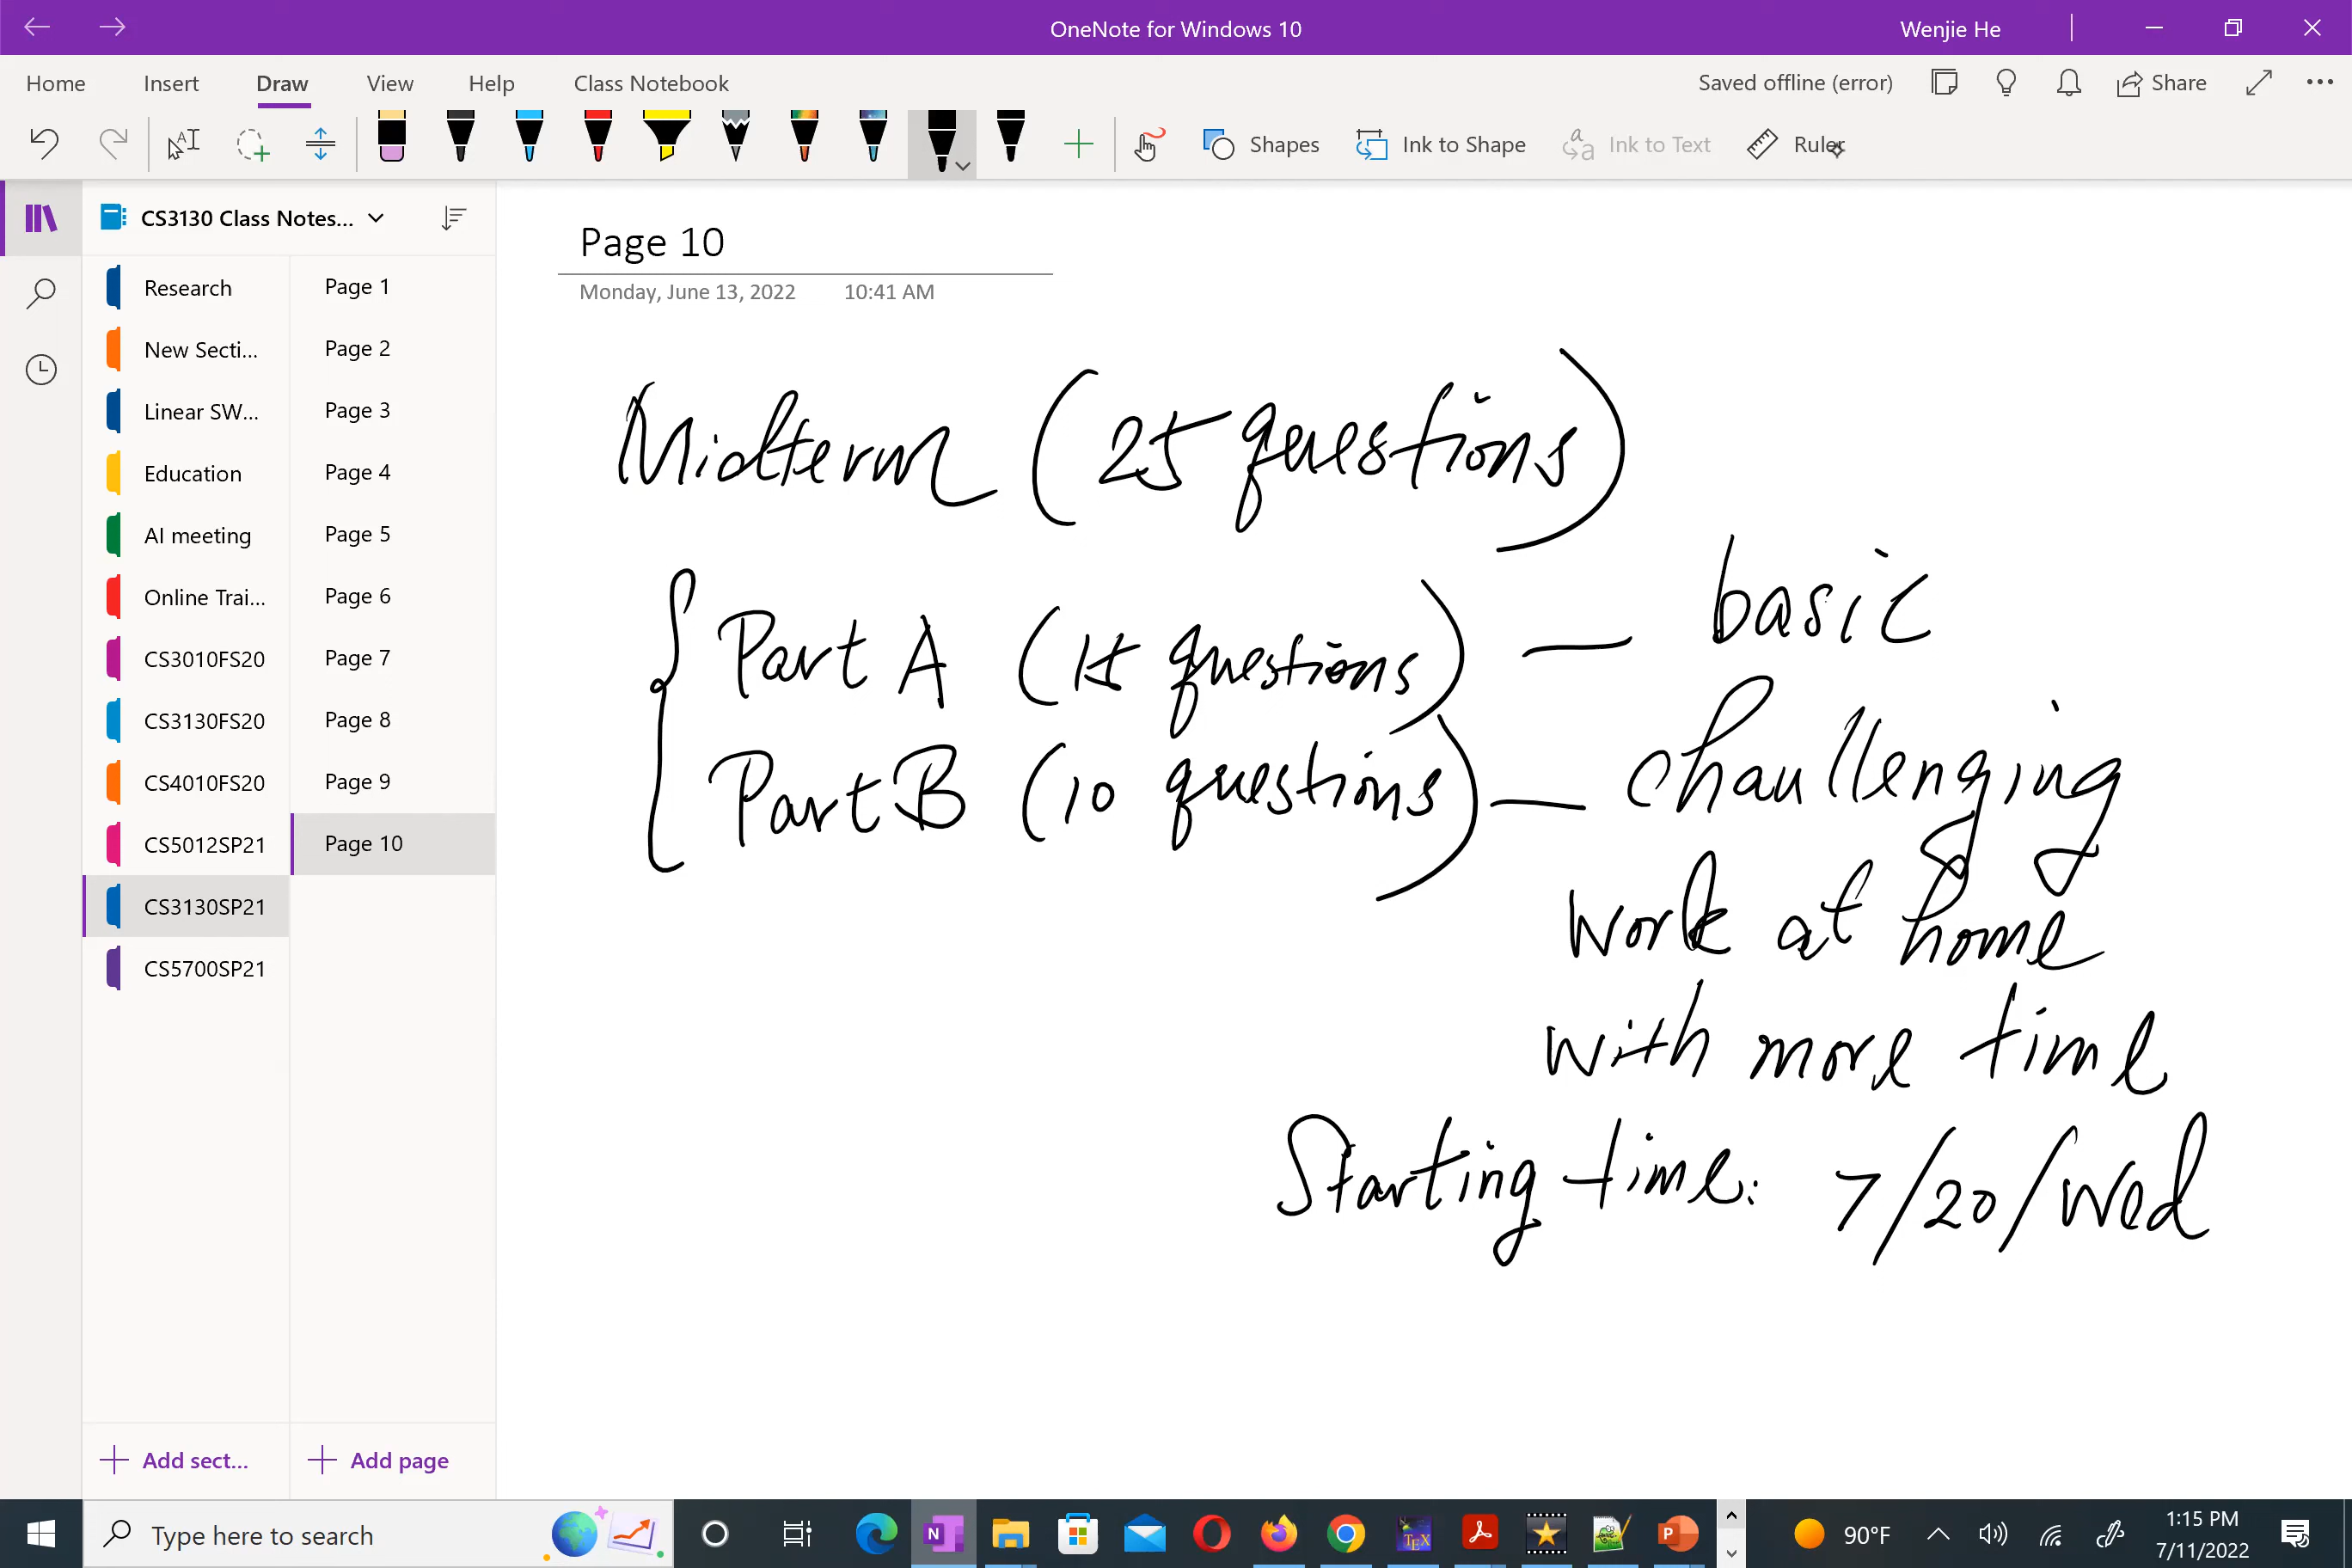 OneNote for Windows 10
Wenjie He
Home Insert Draw View Help Class Notebook
Saved offline (error) Share
Shapes Ink to Shape Ink to Text Ruler
CS3130 Class Notes...
Research
New Secti...
Linear SW...
Education
AI meeting
Online Trai...
CS3010FS20
CS3130FS20
CS4010FS20
CS5012SP21
CS3130SP21
CS5700SP21
Add sect...
Page 1
Page 2
Page 3
Page 4
Page 5
Page 6
Page 7
Page 8
Page 9
Page 10
Add page
Page 10
Monday, June 13, 2022 10:41 AM
Midterm (25 questions)
Part A (15 questions) — basic
Part B (10 questions) — challenging
work at home
with more time
Starting time: 7/20/Wed
Type here to search
90°F
1:15 PM
7/11/2022